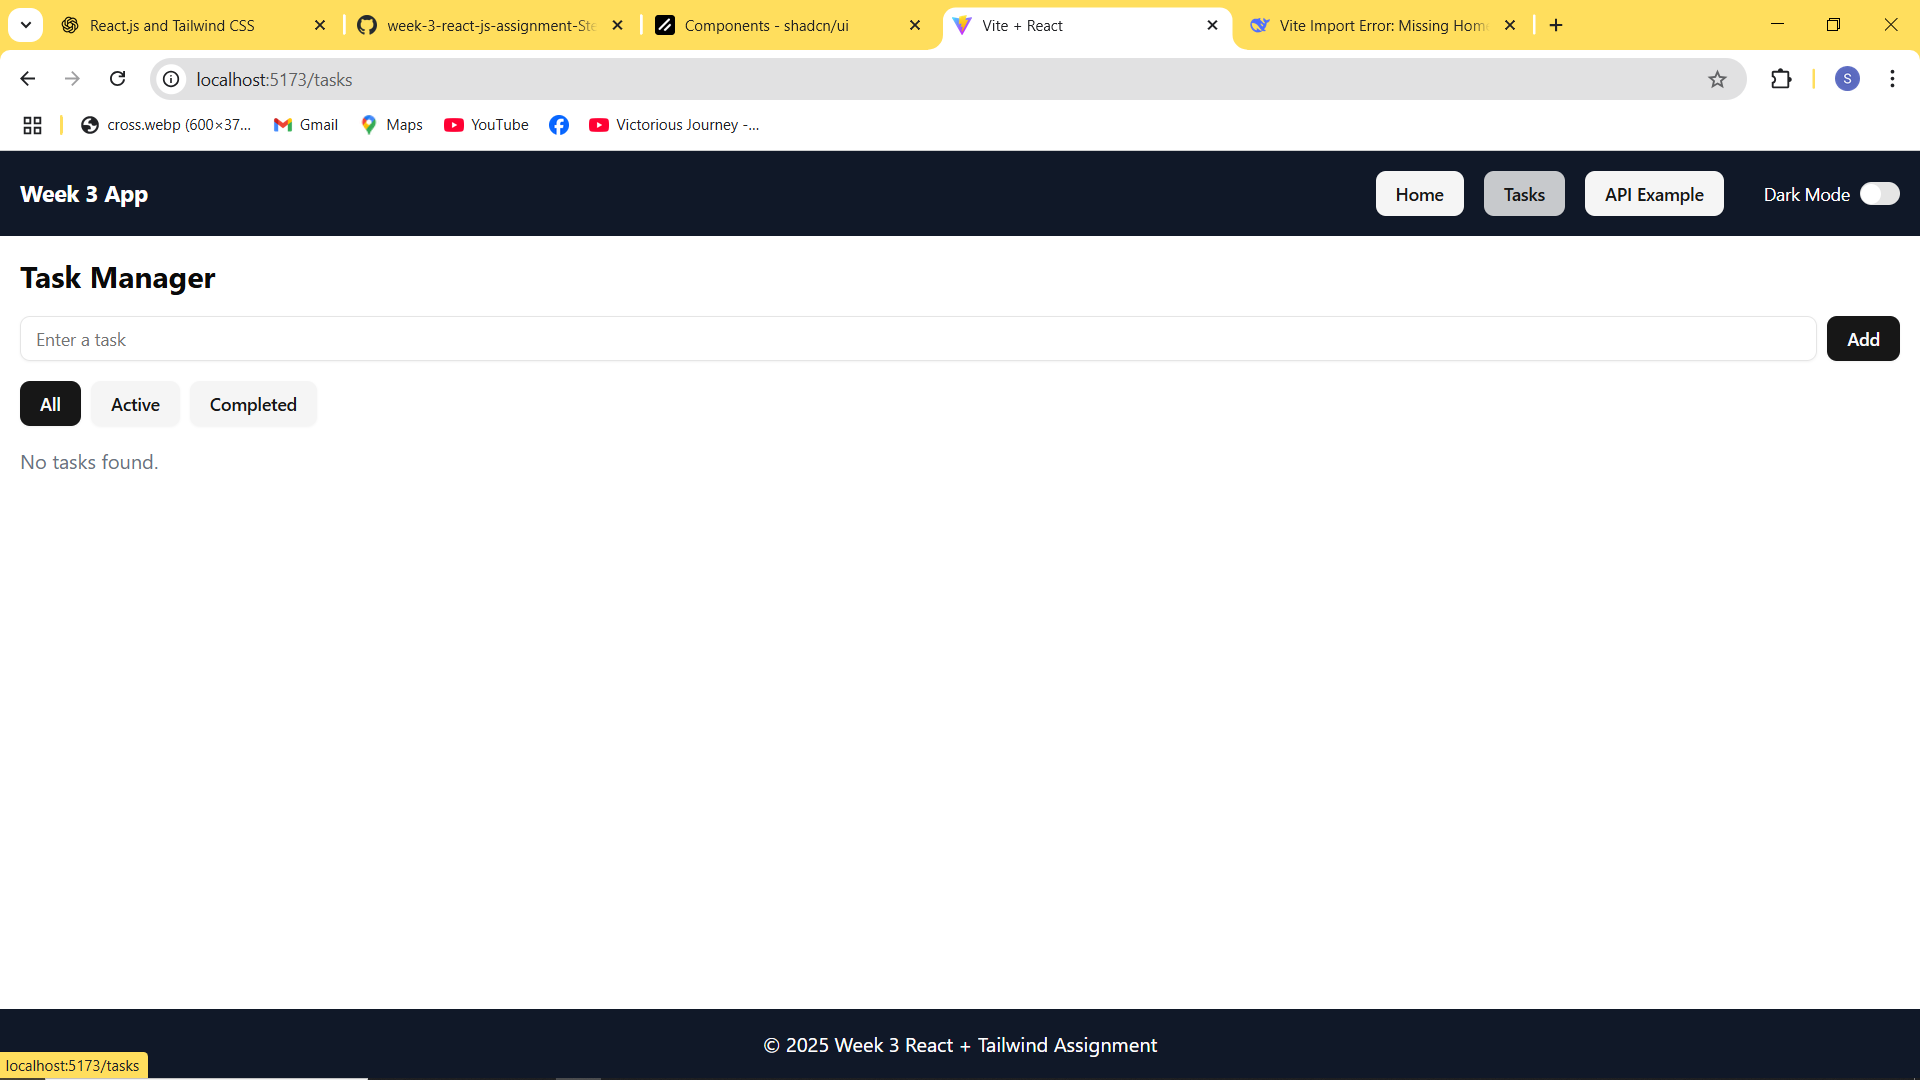 React.js and Tailwind CSS
week-3-react-js-assignment-Ste
Components - shadcn/ui
Vite + React
Vite Import Error: Missing Home
localhost:5173/tasks
S
cross.webp (600×37...
Gmail
Maps
YouTube
Victorious Journey -...
Week 3 App
Home
Tasks
API Example
Dark Mode
Task Manager
Enter a task
Add
All
Active
Completed
No tasks found.
© 2025 Week 3 React + Tailwind Assignment
localhost:5173/tasks